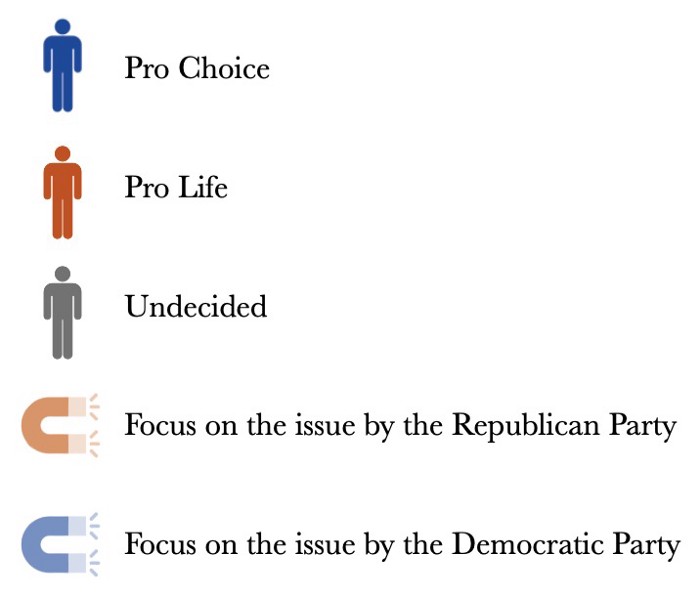 Pro Choice
Pro Life
Undecided
Focus on the issue by the Republican Party
Focus on the issue by the Democratic Party